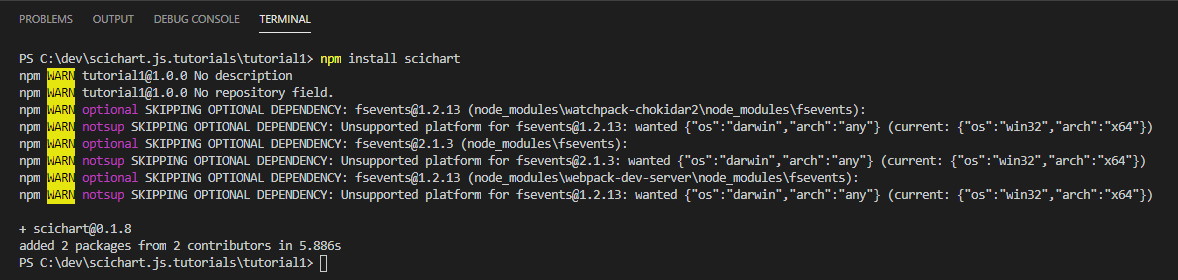 PROBLEMS OUTPUT DEBUG CONSOLE TERMINAL
PS C:\dev\scichart.js.tutorials\tutorial1> npm install scichart
npm WARN tutorial1@1.0.0 No description
npm WARN tutorial1@1.0.0 No repository field.
npm WARN optional SKIPPING OPTIONAL DEPENDENCY: fsevents@1.2.13 (node_modules\watchpack-chokidar2\node_modules\fsevents):
npm WARN notsup SKIPPING OPTIONAL DEPENDENCY: Unsupported platform for fsevents@1.2.13: wanted {"os":"darwin","arch":"any"} (current: {"os":"win32","arch":"x64"})
npm WARN optional SKIPPING OPTIONAL DEPENDENCY: fsevents@2.1.3 (node_modules\fsevents):
npm WARN notsup SKIPPING OPTIONAL DEPENDENCY: Unsupported platform for fsevents@2.1.3: wanted {"os":"darwin","arch":"any"} (current: {"os":"win32","arch":"x64"})
npm WARN optional SKIPPING OPTIONAL DEPENDENCY: fsevents@1.2.13 (node_modules\webpack-dev-server\node_modules\fsevents):
npm WARN notsup SKIPPING OPTIONAL DEPENDENCY: Unsupported platform for fsevents@1.2.13: wanted {"os":"darwin","arch":"any"} (current: {"os":"win32","arch":"x64"})
+ scichart@0.1.8
added 2 packages from 2 contributors in 5.886s
PS C:\dev\scichart.js.tutorials\tutorial1>